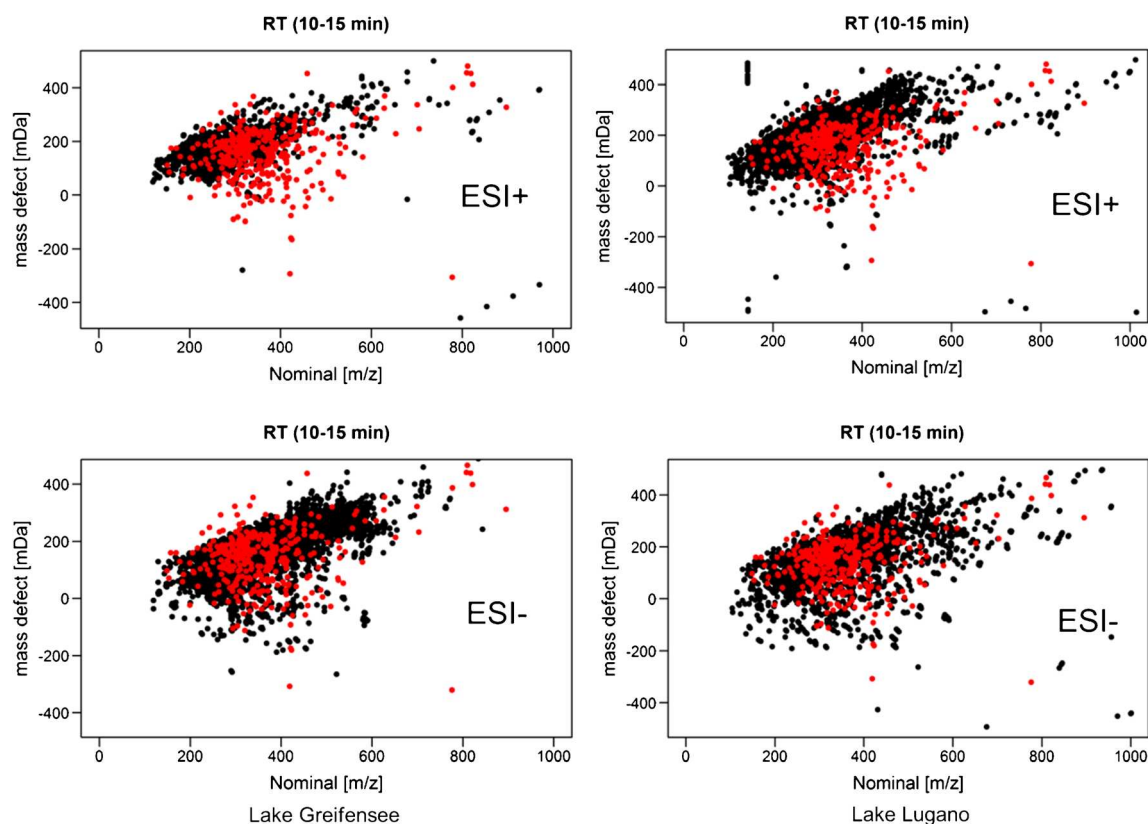 RT (10-15 min)
mass defect [mDa]
400
200
0
-200
-400
ESI+
0 200 400 600 800 1000
Nominal [m/z]
RT (10-15 min)
mass defect [mDa]
400
200
0
-200
-400
ESI+
0 200 400 600 800 1000
Nominal [m/z]
RT (10-15 min)
mass defect [mDa]
400
200
0
-200
-400
ESI-
0 200 400 600 800 1000
Nominal [m/z]
Lake Greifensee
RT (10-15 min)
mass defect [mDa]
400
200
0
-200
-400
ESI-
0 200 400 600 800 1000
Nominal [m/z]
Lake Lugano